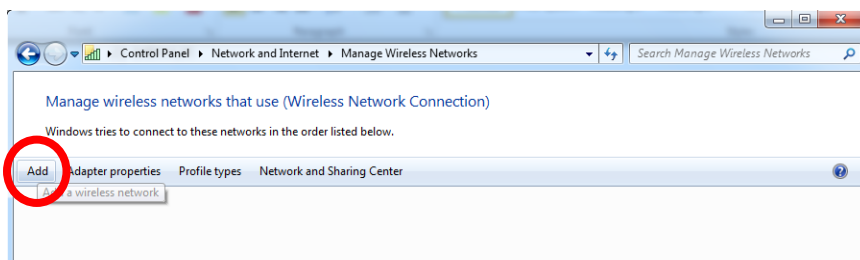 Control Panel ▸ Network and Internet ▸ Manage Wireless Networks
Search Manage Wireless Networks
Manage wireless networks that use (Wireless Network Connection)
Windows tries to connect to these networks in the order listed below.
Add Adapter properties Profile types Network and Sharing Center
Add a wireless network